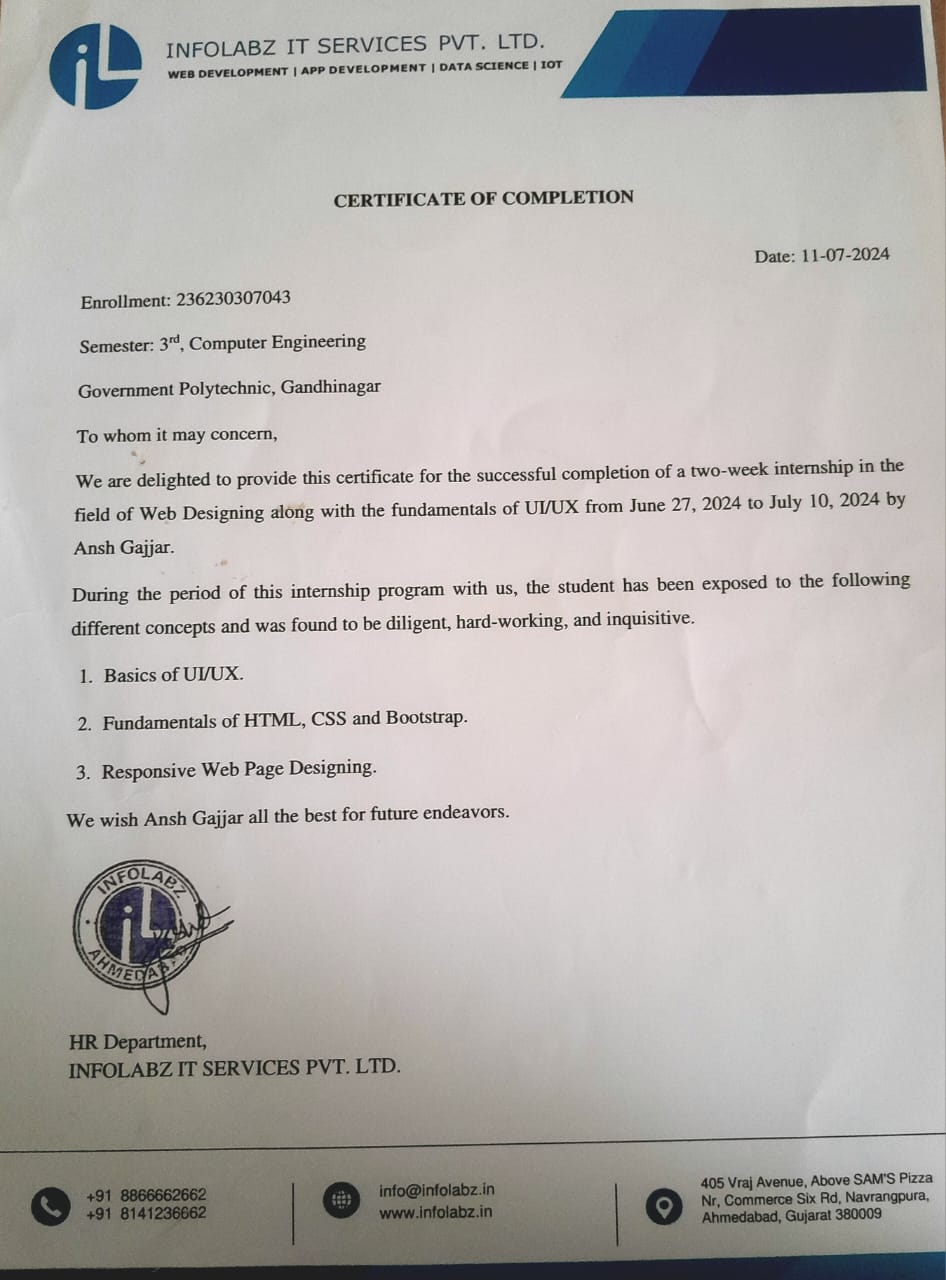 iL
INFOLABZ IT SERVICES PVT. LTD.
WEB DEVELOPMENT | APP DEVELOPMENT | DATA SCIENCE | IOT
CERTIFICATE OF COMPLETION
Date: 11-07-2024
Enrollment: 236230307043
Semester: 3rd, Computer Engineering
Government Polytechnic, Gandhinagar
To whom it may concern,
We are delighted to provide this certificate for the successful completion of a two-week internship in the
field of Web Designing along with the fundamentals of UI/UX from June 27, 2024 to July 10, 2024 by
Ansh Gajjar.
During the period of this internship program with us, the student has been exposed to the following
different concepts and was found to be diligent, hard-working, and inquisitive.
1. Basics of UI/UX.
2. Fundamentals of HTML, CSS and Bootstrap.
3. Responsive Web Page Designing.
We wish Ansh Gajjar all the best for future endeavors.
INFOLABZ
iL
HR Department,
INFOLABZ IT SERVICES PVT. LTD.
+91 8866662662
+91 8141236662
info@infolabz.in
www.infolabz.in
405 Vraj Avenue, Above SAM'S Pizza
Nr, Commerce Six Rd, Navrangpura,
Ahmedabad, Gujarat 380009